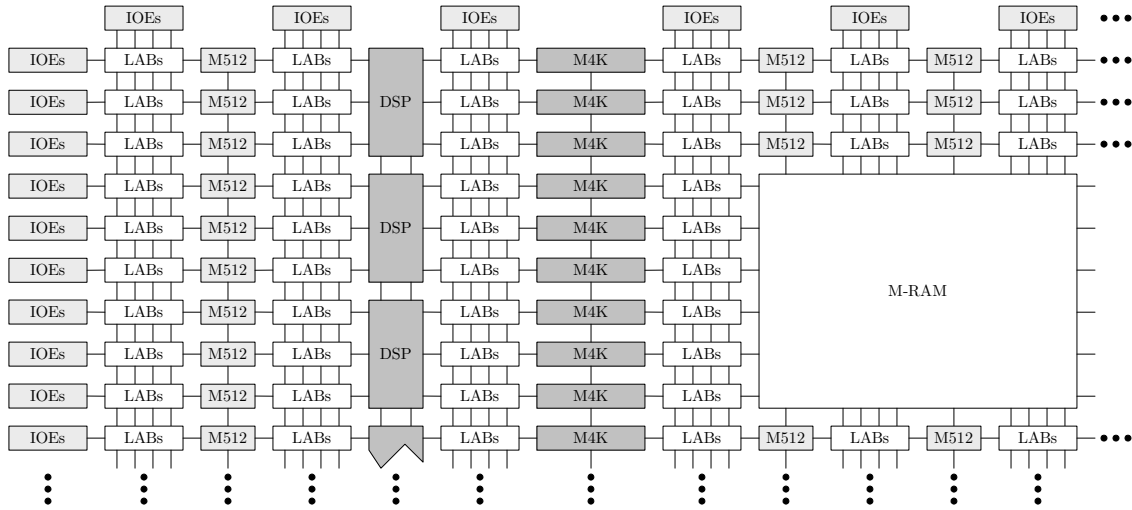 IOEs IOEs IOEs IOEs IOEs IOEs
IOEs LABs M512 LABs LABs M4K LABs M512 LABs M512 LABs
IOEs LABs M512 LABs DSP LABs M4K LABs M512 LABs M512 LABs
IOEs LABs M512 LABs LABs M4K LABs M512 LABs M512 LABs
IOEs LABs M512 LABs LABs M4K LABs
IOEs LABs M512 LABs DSP LABs M4K LABs
IOEs LABs M512 LABs LABs M4K LABs
M-RAM
IOEs LABs M512 LABs LABs M4K LABs
IOEs LABs M512 LABs DSP LABs M4K LABs
IOEs LABs M512 LABs LABs M4K LABs
IOEs LABs M512 LABs LABs M4K LABs M512 LABs M512 LABs